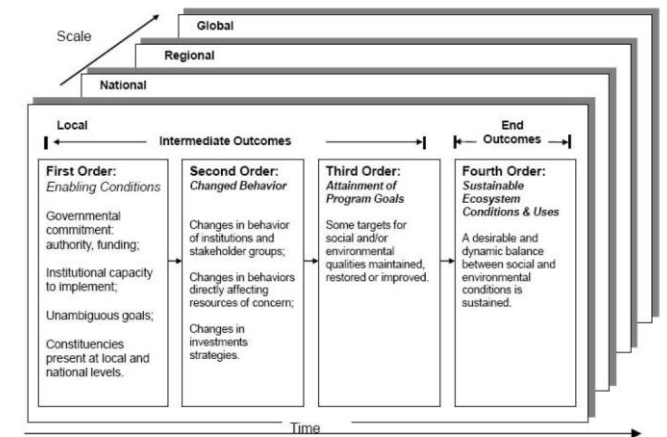 Scale
Global
Regional
National
Local
Intermediate Outcomes
End
Outcomes
First Order:
Enabling Conditions
Governmental
commitment:
authority, funding;
Institutional capacity
to implement;
Unambiguous goals;
Constituencies
present at local and
national levels.
Second Order:
Changed Behavior
Changes in behavior
of institutions and
stakeholder groups;
Changes in behaviors
directly affecting
resources of concern;
Changes in
investments
strategies.
Third Order:
Attainment of
Program Goals
Some targets for
social and/or
environmental
qualities maintained,
restored or improved.
Fourth Order:
Sustainable
Ecosystem
Conditions & Uses
A desirable and
dynamic balance
between social and
environmental
conditions is
sustained.
Time